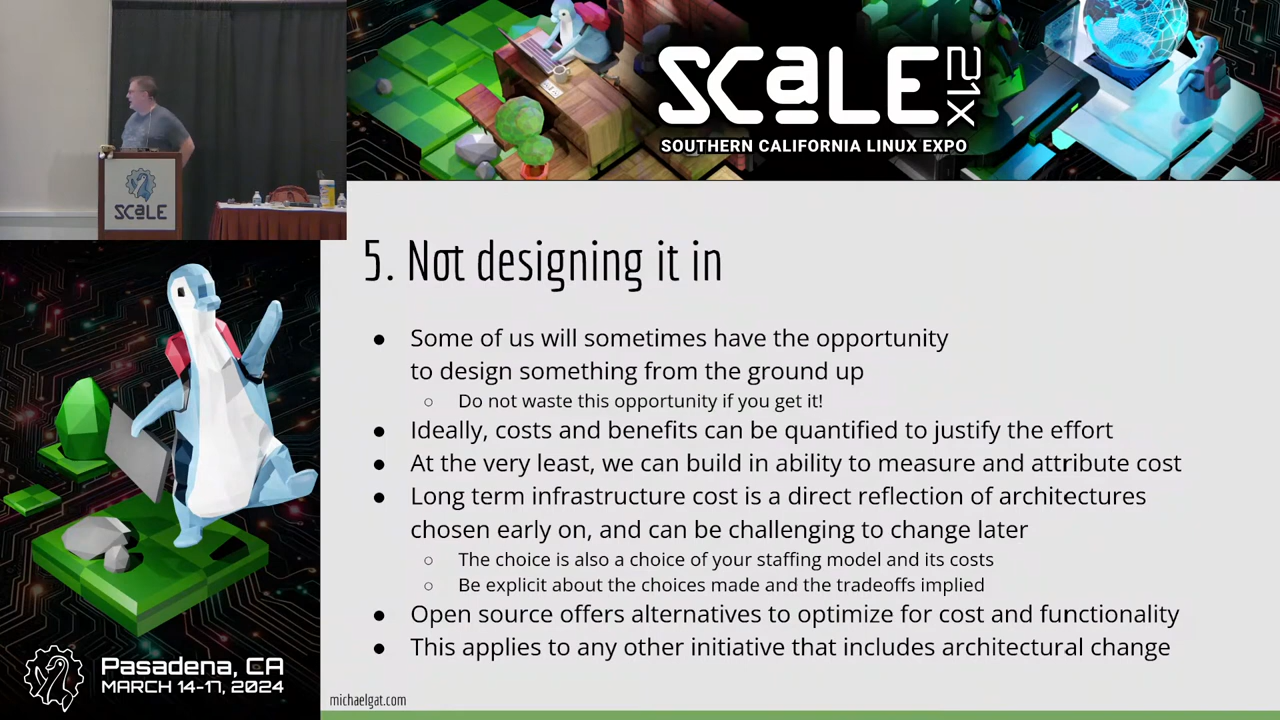 SCaLE 21x
SOUTHERN CALIFORNIA LINUX EXPO
SCaLE
5. Not designing it in
● Some of us will sometimes have the opportunity
to design something from the ground up
○ Do not waste this opportunity if you get it!
● Ideally, costs and benefits can be quantified to justify the effort
● At the very least, we can build in ability to measure and attribute cost
● Long term infrastructure cost is a direct reflection of architectures
chosen early on, and can be challenging to change later
○ The choice is also a choice of your staffing model and its costs
○ Be explicit about the choices made and the tradeoffs implied
● Open source offers alternatives to optimize for cost and functionality
● This applies to any other initiative that includes architectural change
Pasadena, CA
MARCH 14-17, 2024
michaelgat.com